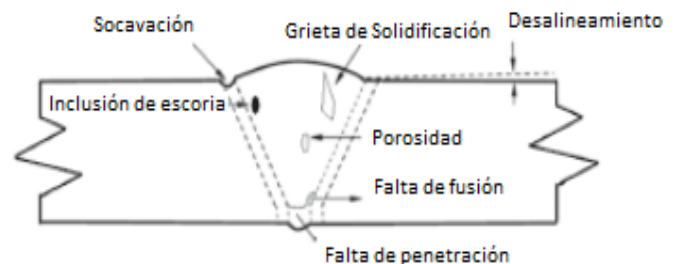 Socavación
Grieta de Solidificación
Desalineamiento
Inclusión de escoria
Porosidad
Falta de fusión
Falta de penetración